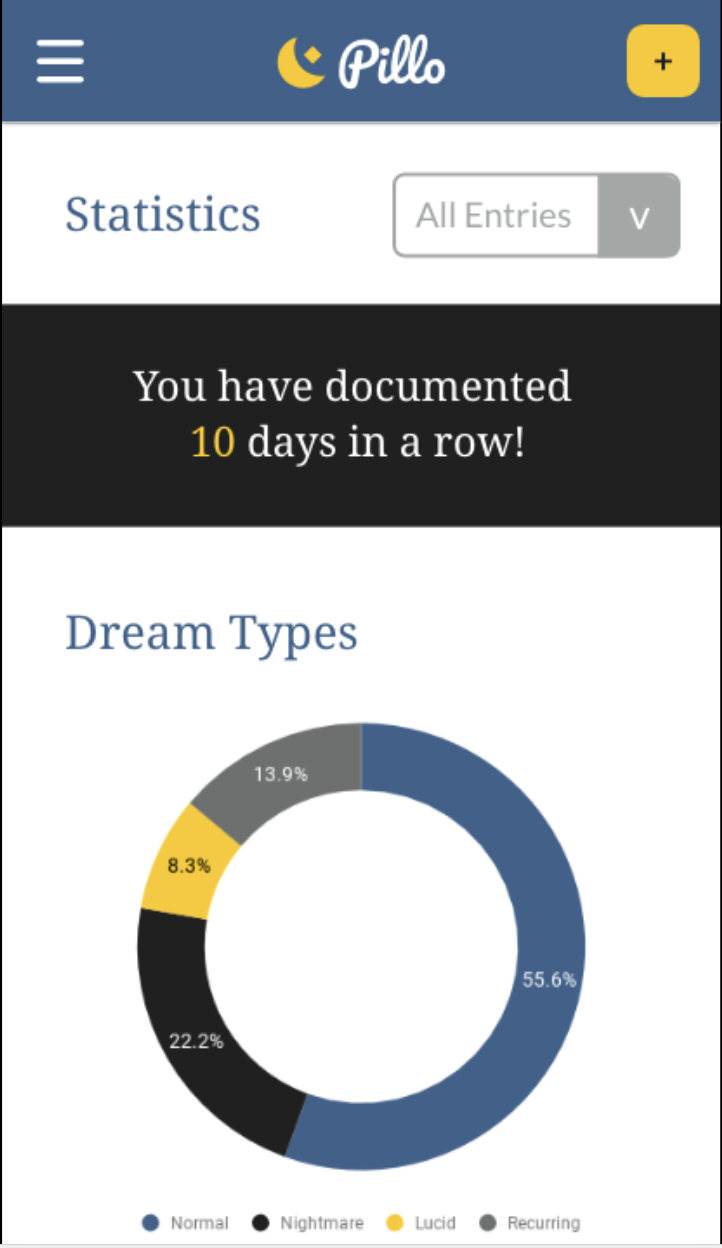 Pillo
+
Statistics
All Entries v
You have documented
10 days in a row!
Dream Types
13.9%
8.3%
55.6%
22.2%
Normal Nightmare Lucid Recurring